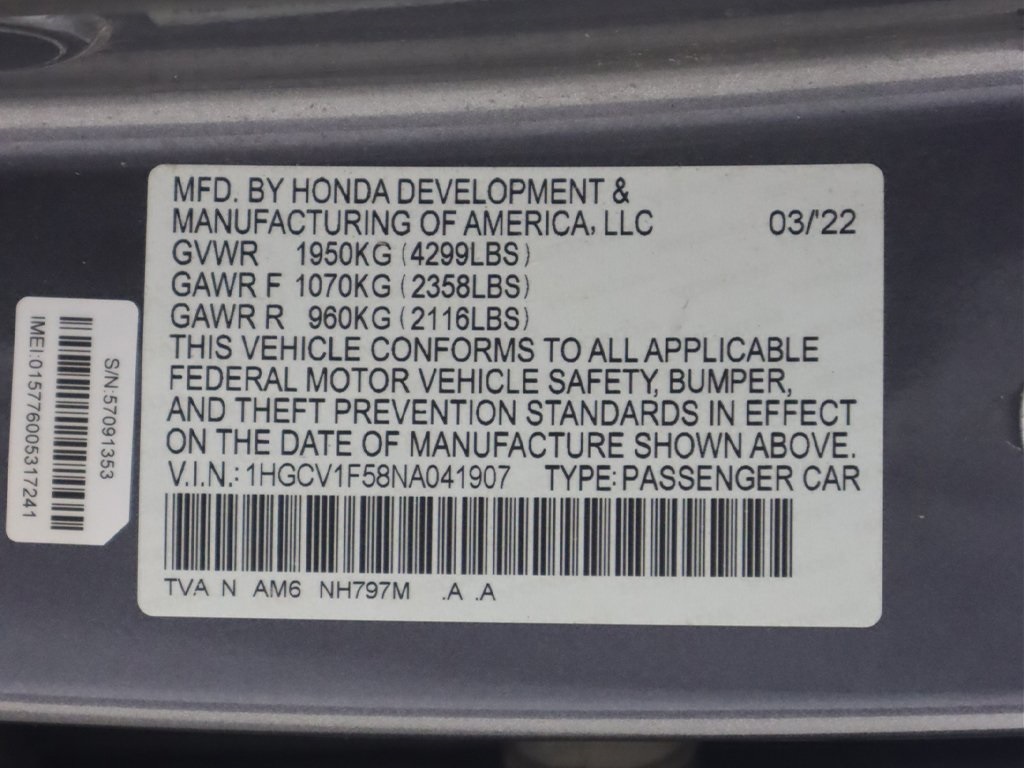 MFD. BY HONDA DEVELOPMENT &
MANUFACTURING OF AMERICA, LLC 03/'22
GVWR 1950KG (4299LBS)
GAWR F 1070KG (2358LBS)
GAWR R 960KG (2116LBS)
THIS VEHICLE CONFORMS TO ALL APPLICABLE
FEDERAL MOTOR VEHICLE SAFETY, BUMPER,
AND THEFT PREVENTION STANDARDS IN EFFECT
ON THE DATE OF MANUFACTURE SHOWN ABOVE.
V.I.N.: 1HGCV1F58NA041907 TYPE: PASSENGER CAR
TVA N AM6 NH797M .A .A
S/N:57091353
IMEI:015776005317241